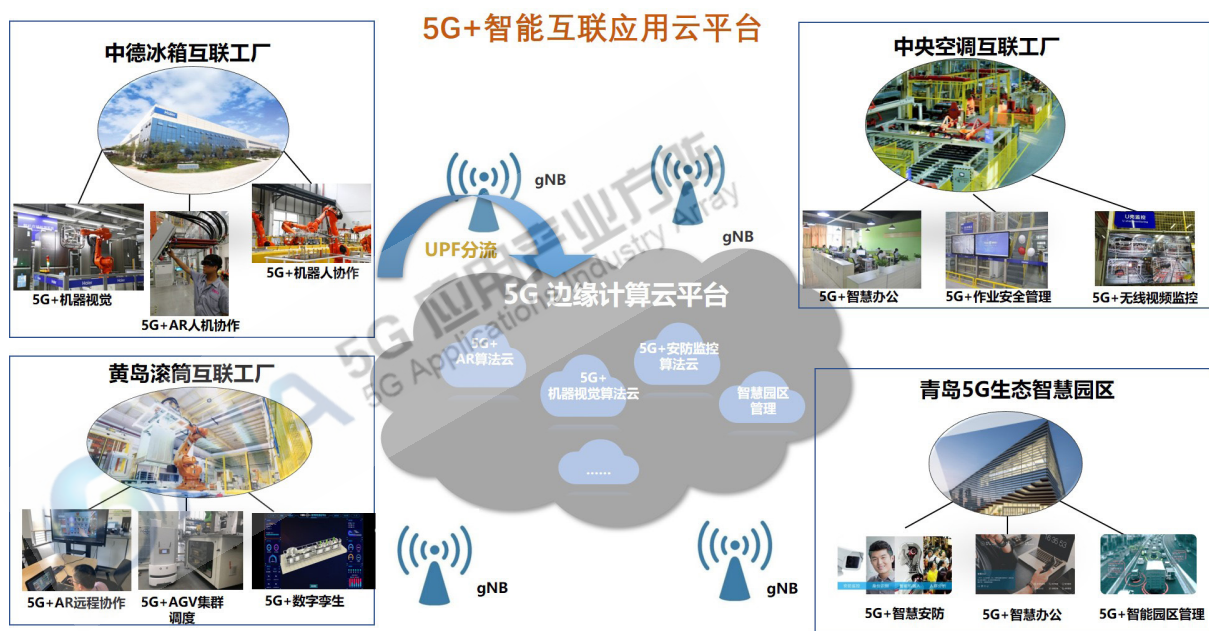 5G+智能互联应用云平台
中德冰箱互联工厂
5G+机器视觉
5G+AR人机协作
5G+机器人协作
中央空调互联工厂
U壳监控
5G+智慧办公
5G+作业安全管理
5G+无线视频监控
gNB
gNB
UPF分流
5G 边缘计算云平台
5G+
AR算法云
5G+
机器视觉算法云
5G+安防监控
算法云
智慧园区
管理
......
5G 应用产业方阵
5G Application Industry Array
黄岛滚筒互联工厂
5G+AR远程协作
5G+AGV集群
调度
5G+数字孪生
gNB
gNB
青岛5G生态智慧园区
5G+智慧安防
5G+智慧办公
5G+智能园区管理